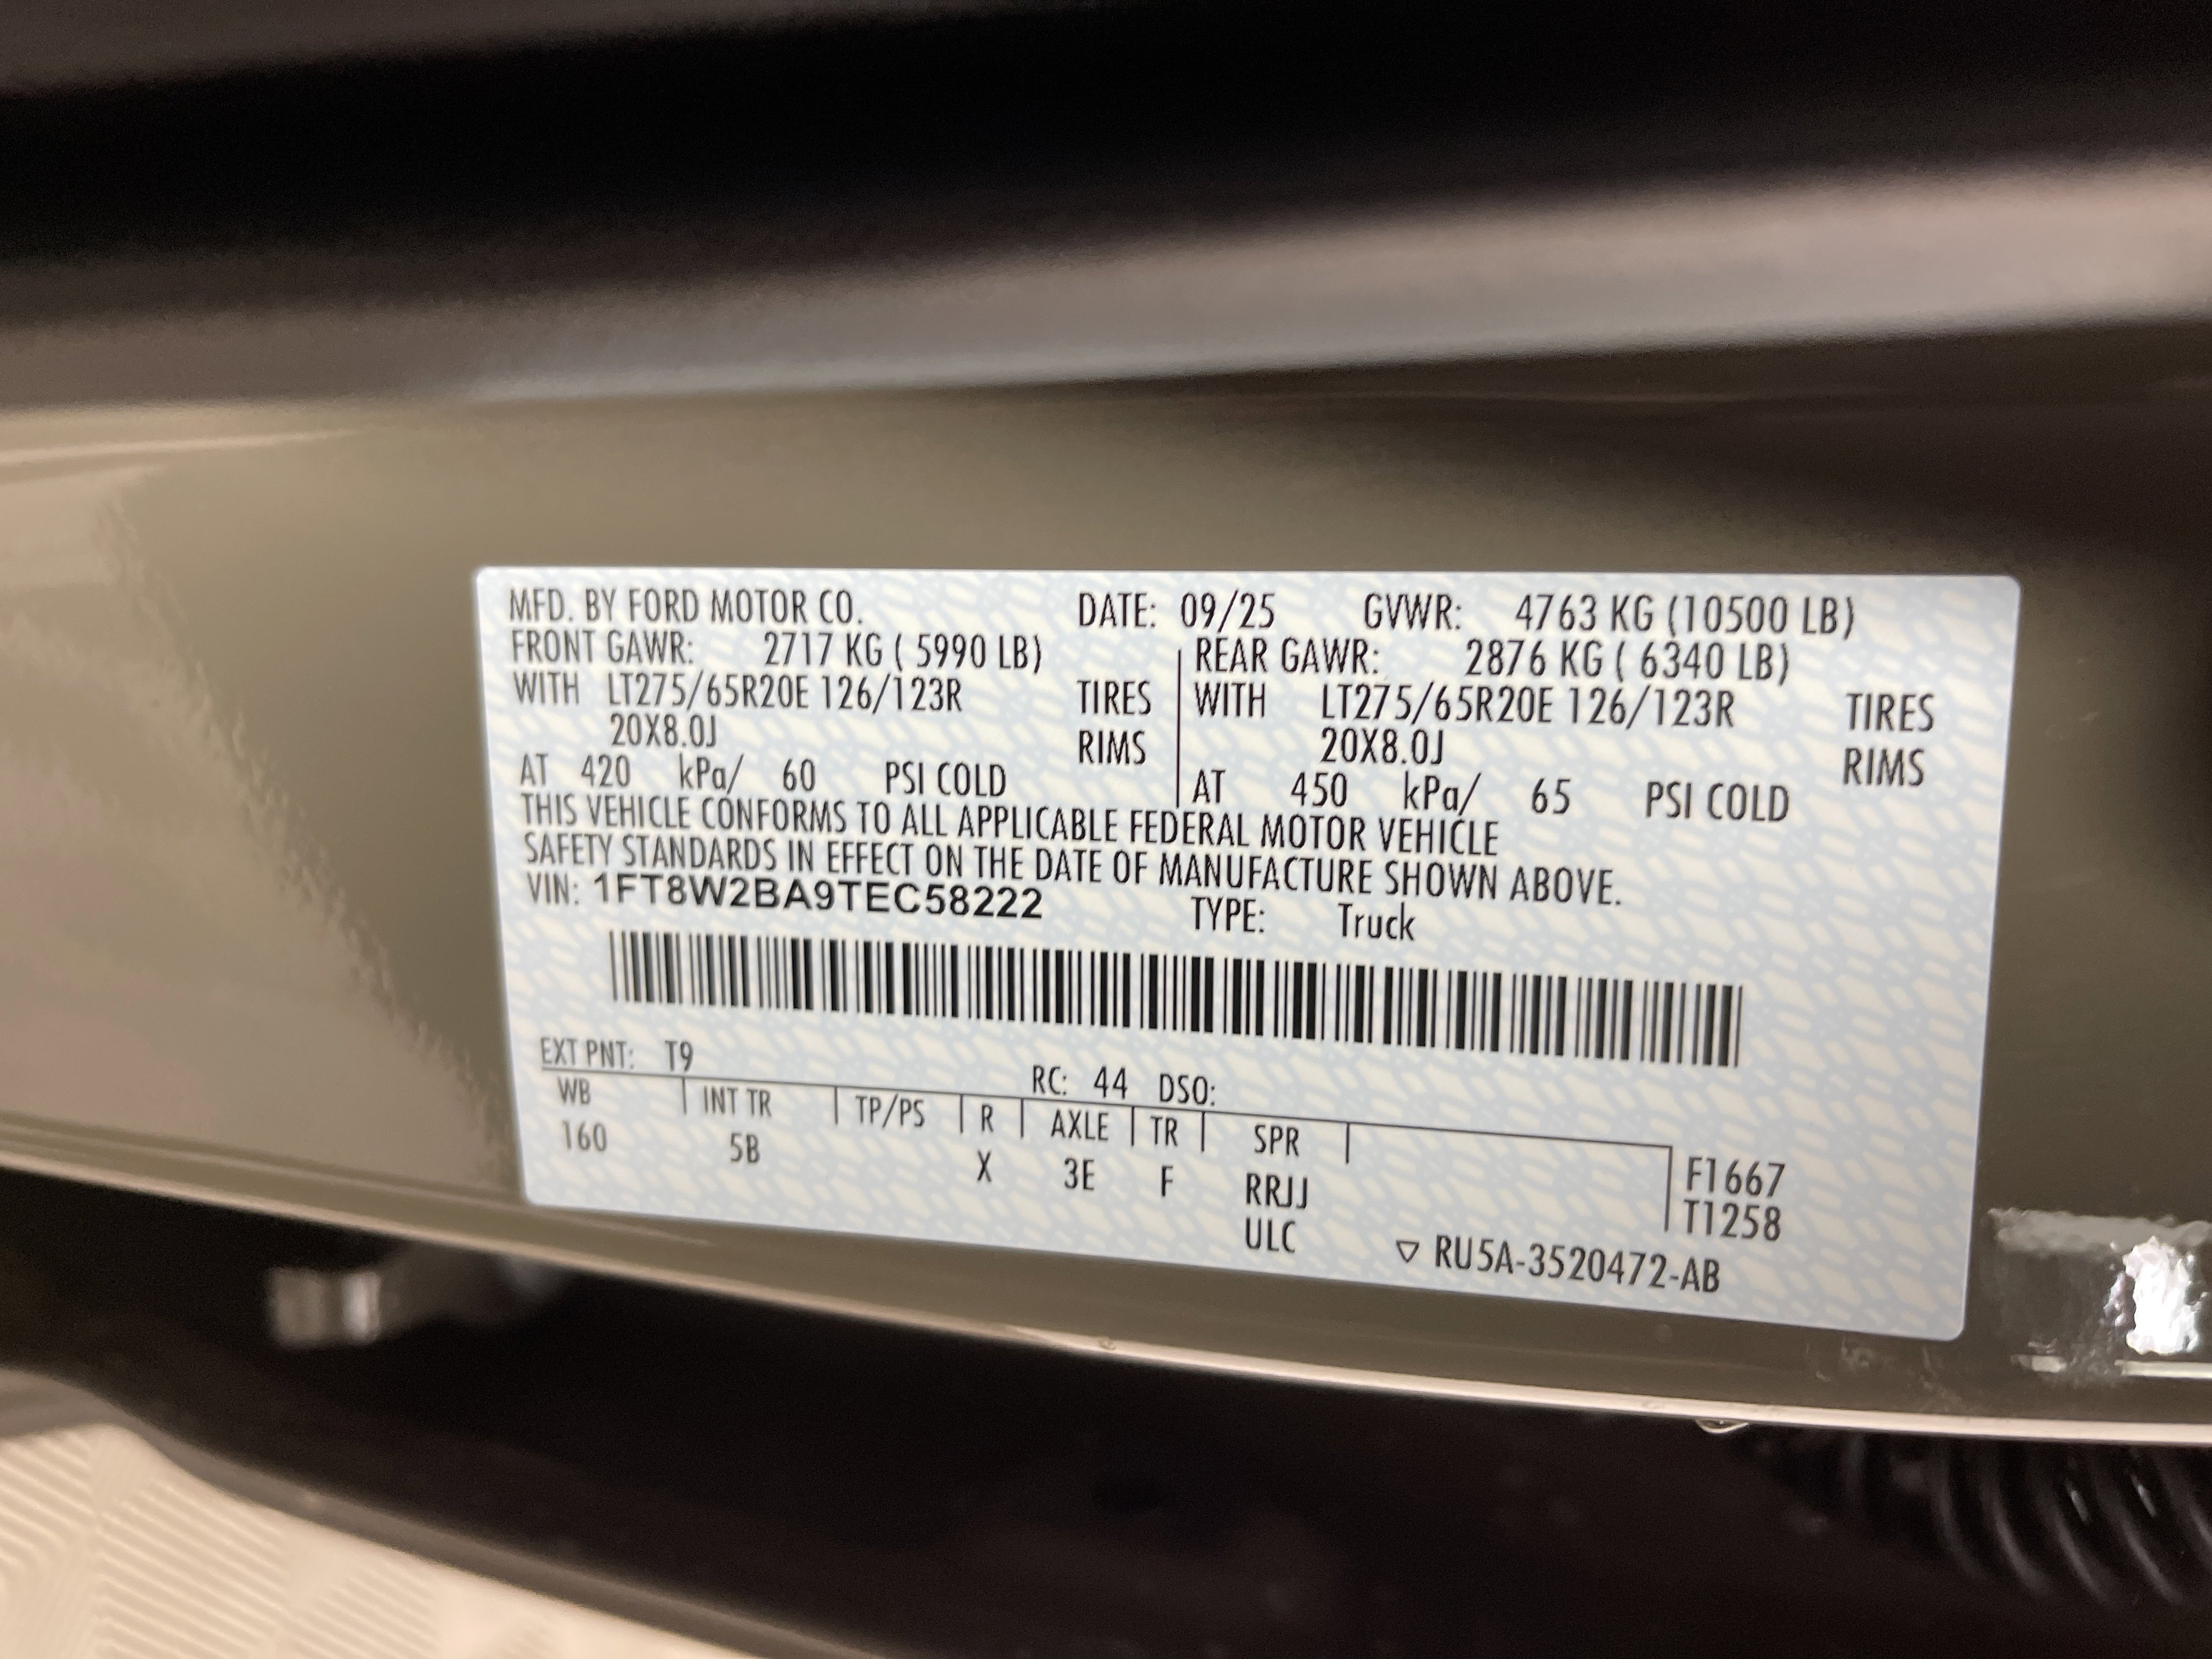 MFD. BY FORD MOTOR CO. DATE: 09/25 GVWR: 4763 KG (10500 LB)
FRONT GAWR: 2717 KG ( 5990 LB) REAR GAWR: 2876 KG ( 6340 LB)
WITH LT275/65R20E 126/123R TIRES WITH LT275/65R20E 126/123R TIRES
20X8.0J RIMS 20X8.0J RIMS
AT 420 kPa/ 60 PSI COLD AT 450 kPa/ 65 PSI COLD
THIS VEHICLE CONFORMS TO ALL APPLICABLE FEDERAL MOTOR VEHICLE
SAFETY STANDARDS IN EFFECT ON THE DATE OF MANUFACTURE SHOWN ABOVE.
VIN: 1FT8W2BA9TEC58222 TYPE: Truck
EXT PNT: T9 RC: 44 DSO:
WB INT TR TP/PS R AXLE TR SPR
160 5B X 3E F RRJJ F1667
ULC T1258
▽ RU5A-3520472-AB